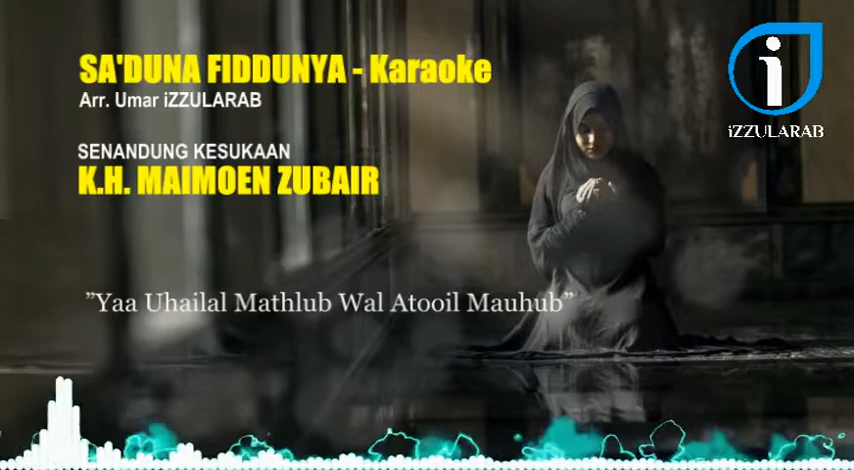 SA'DUNA FIDDUNYA - Karaoke
Arr. Umar iZZULARAB
SENANDUNG KESUKAAN
K.H. MAIMOEN ZUBAIR
”Yaa Uhailal Mathlub Wal Atooil Mauhub”
i
iZZULARAB